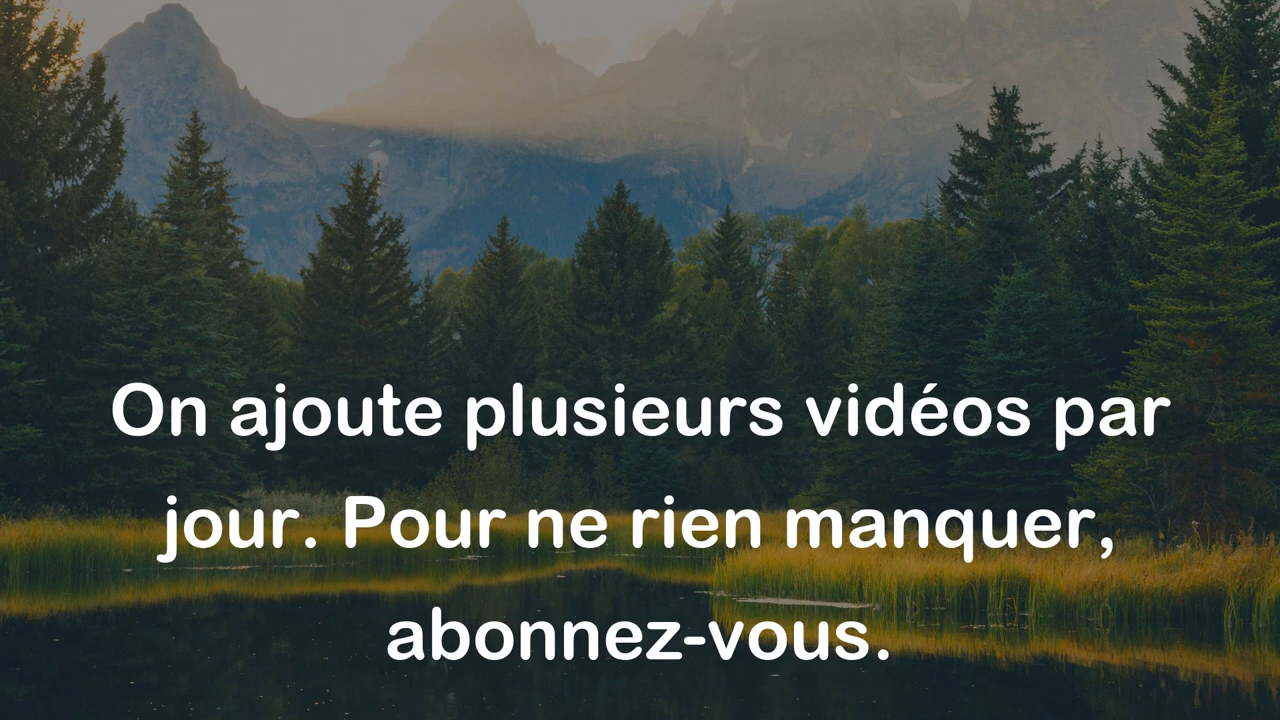 On ajoute plusieurs vidéos par
jour. Pour ne rien manquer,
abonnez-vous.